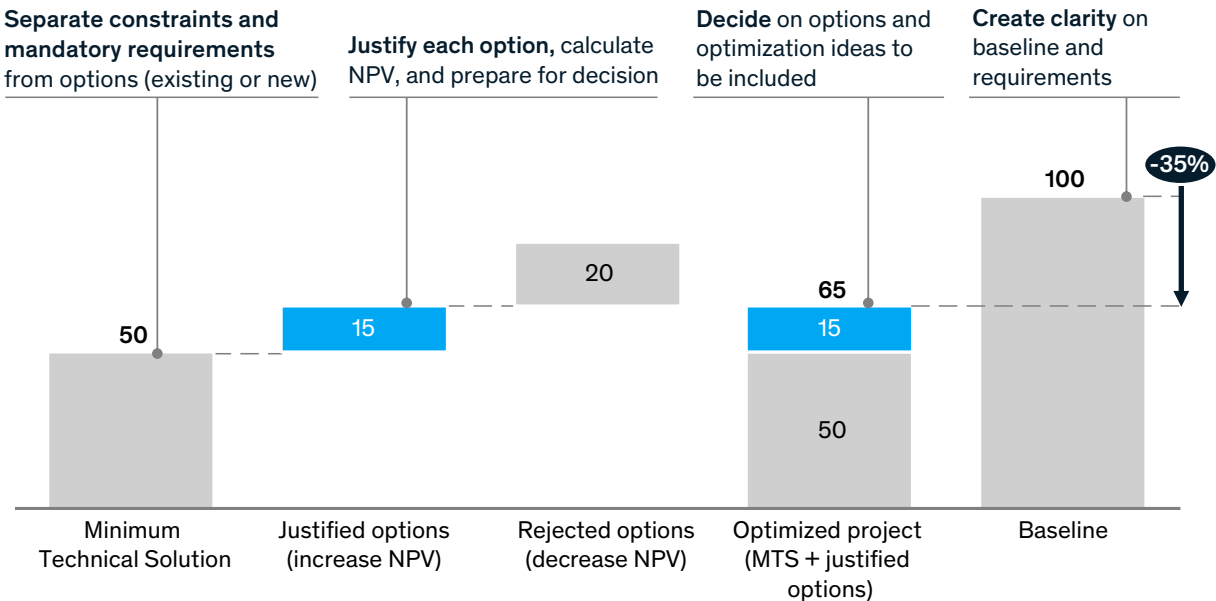 Separate constraints and
mandatory requirements
from options (existing or new)
Justify each option, calculate
NPV, and prepare for decision
Decide on options and
optimization ideas to
be included
Create clarity on
baseline and
requirements
-35%
100
20
65
15
15
50
50
Minimum
Technical Solution
Justified options
(increase NPV)
Rejected options
(decrease NPV)
Optimized project
(MTS + justified
options)
Baseline